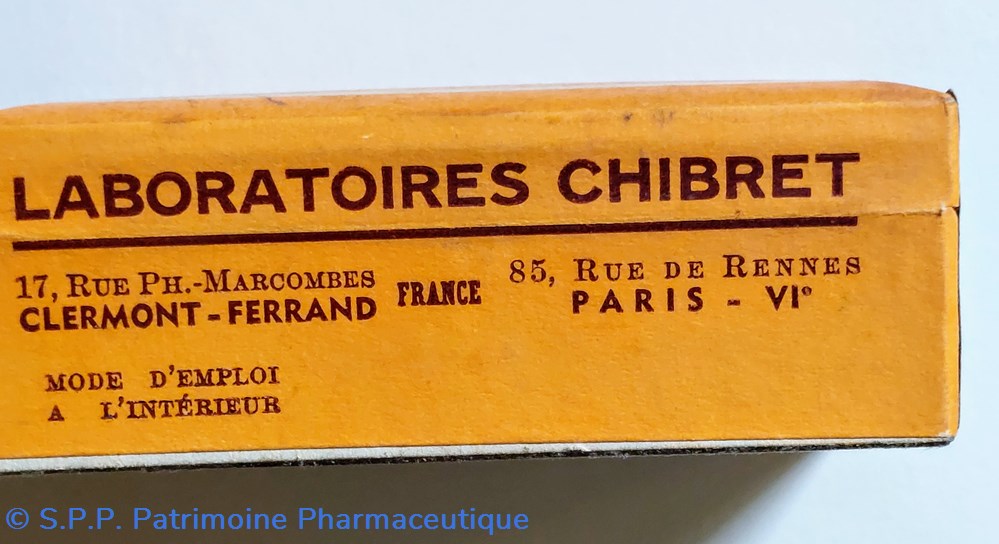 LABORATOIRES CHIBRET
17, RUE PH.-MARCOMBES
CLERMONT-FERRAND
FRANCE
85, RUE DE RENNES
PARIS - VIº
MODE D'EMPLOI
A L'INTÉRIEUR
© S.P.P. Patrimoine Pharmaceutique